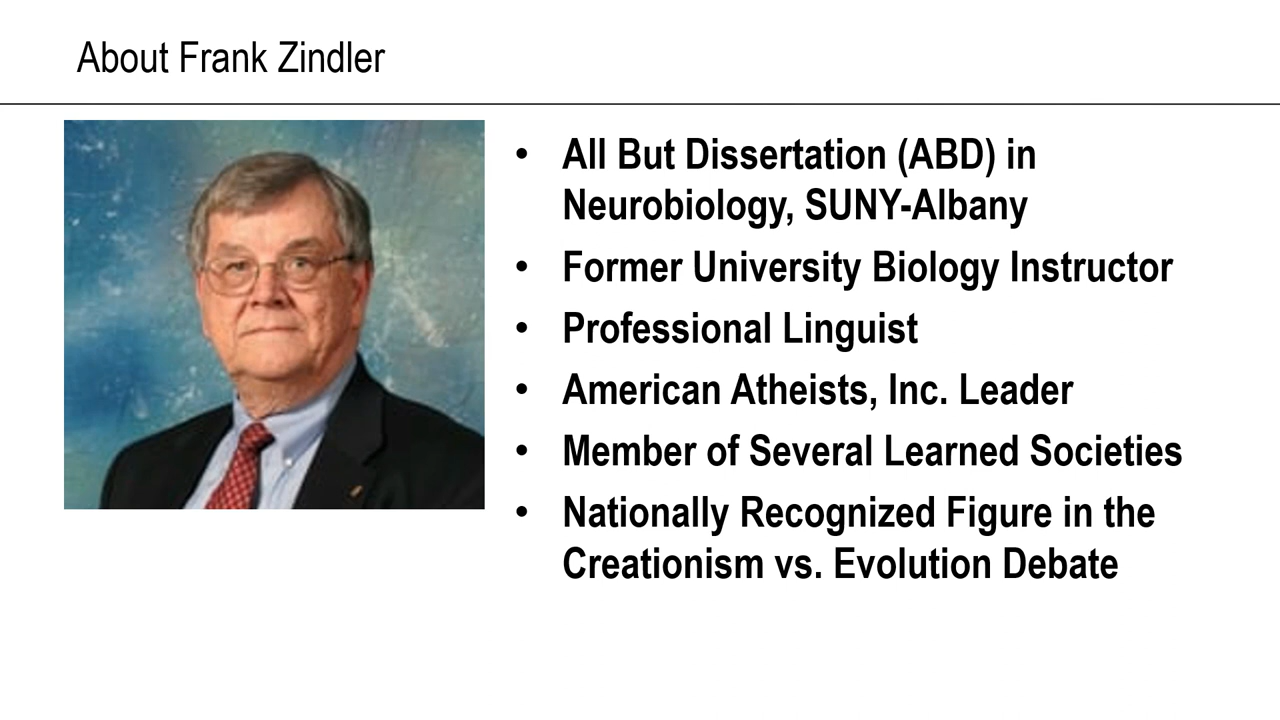 About Frank Zindler
• All But Dissertation (ABD) in
Neurobiology, SUNY-Albany
• Former University Biology Instructor
• Professional Linguist
• American Atheists, Inc. Leader
• Member of Several Learned Societies
• Nationally Recognized Figure in the
Creationism vs. Evolution Debate